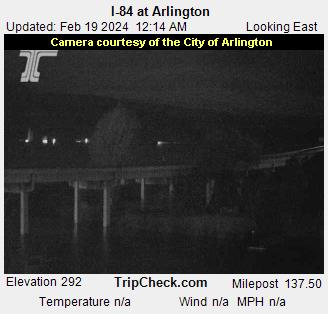 I-84 at Arlington
Updated: Feb 19 2024 12:14 AM Looking East
Camera courtesy of the City of Arlington
Elevation 292 TripCheck.com Milepost 137.50
Temperature n/a Wind n/a MPH n/a